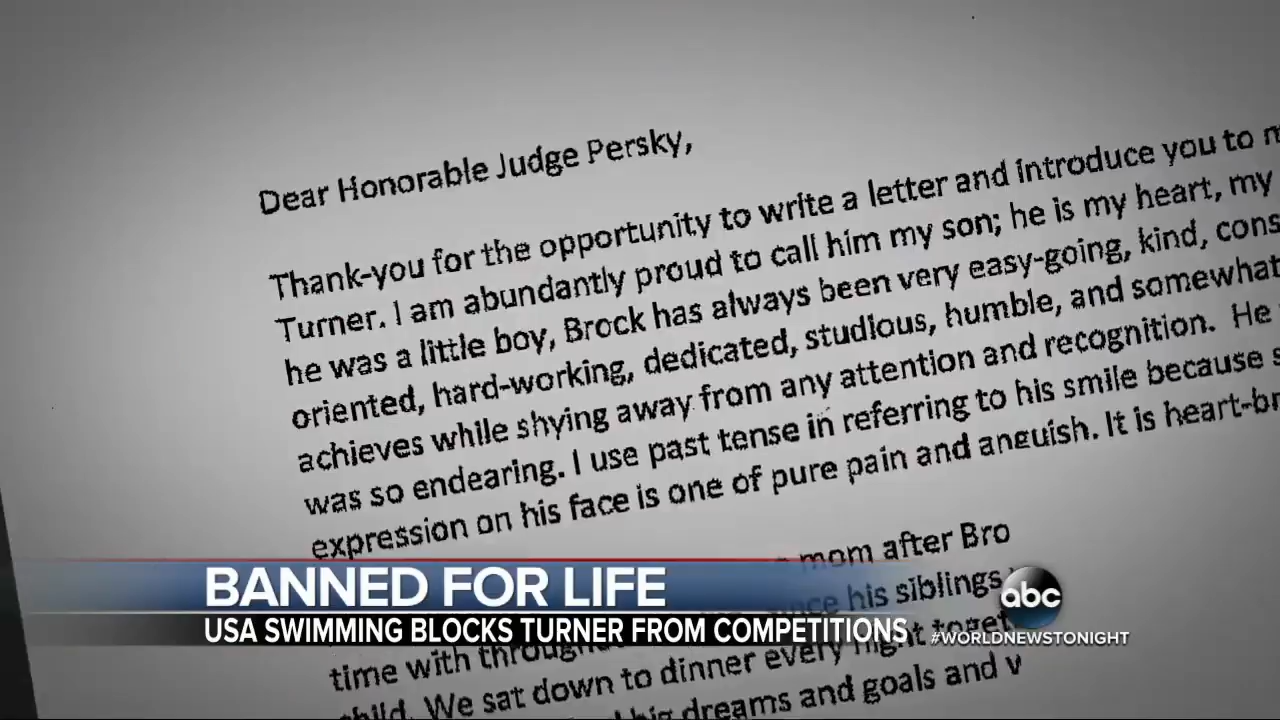 Dear Honorable Judge Persky,
Thank-you for the opportunity to write a letter and introduce you to
Turner. I am abundantly proud to call him my son; he is my heart, my
he was a little boy, Brock has always been very easy-going, kind, cons
oriented, hard-working, dedicated, studious, humble, and somewhat
achieves while shying away from any attention and recognition. He
was so endearing. I use past tense in referring to his smile because s
expression on his face is one of pure pain and anguish. It is heart-br
mom after Bro
his siblings
time with
child. We sat down to dinner every night toget
big dreams and goals and
BANNED FOR LIFE
USA SWIMMING BLOCKS TURNER FROM COMPETITIONS
abc
#WORLDNEWSTONIGHT